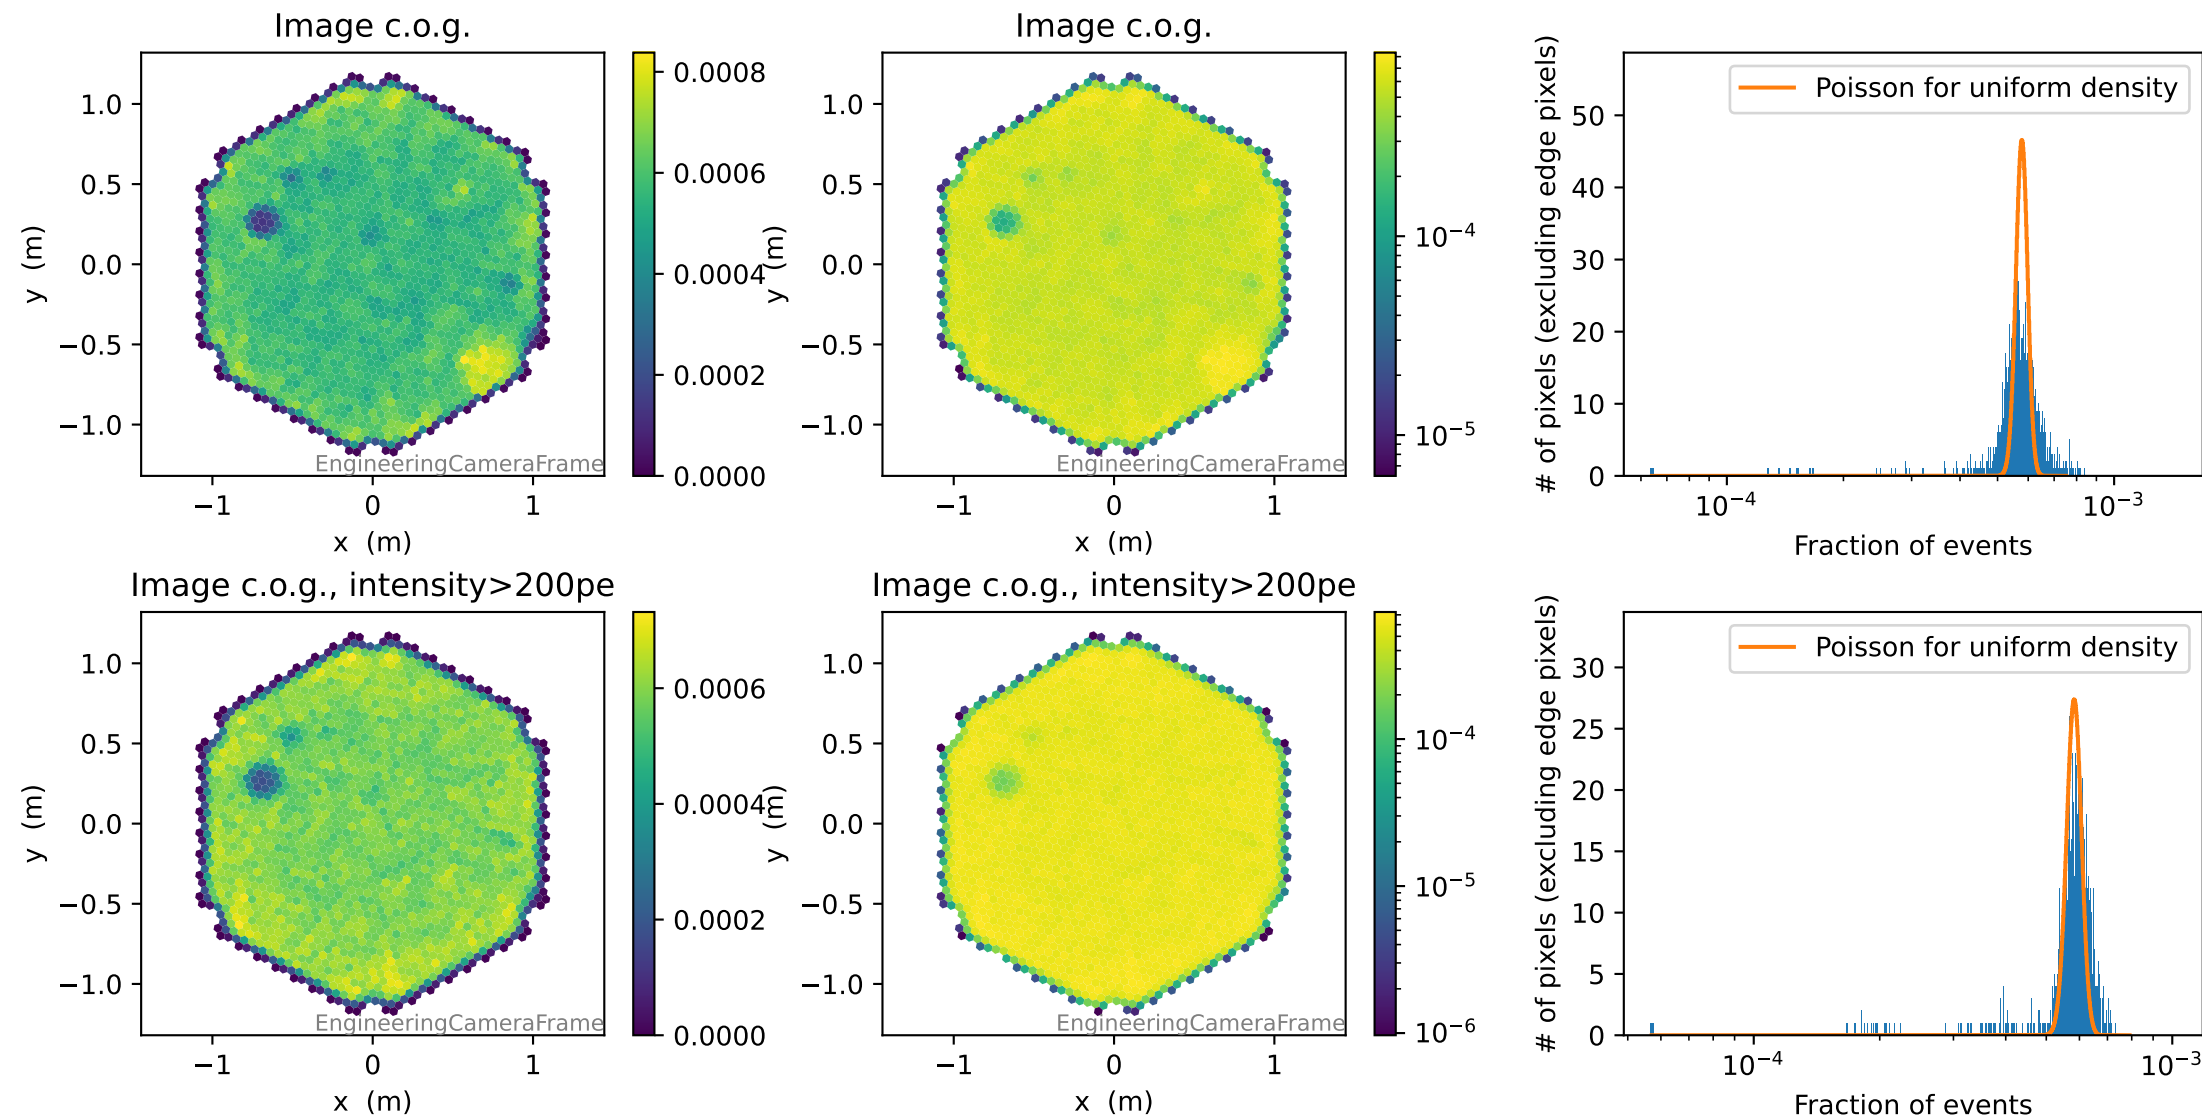 Image c.o.g.
1.0
0.5
0.0
−0.5
−1.0
y (m)
−1
0
1
x (m)
EngineeringCameraFrame
0.0008
0.0006
0.0004
0.0002
0.0000
Image c.o.g.
1.0
0.5
0.0
−0.5
−1.0
y (m)
−1
0
1
x (m)
EngineeringCameraFrame
10⁻⁴
10⁻⁵
Poisson for uniform density
50
40
30
20
10
0
# of pixels (excluding edge pixels)
10⁻⁴
10⁻³
Fraction of events
Image c.o.g., intensity>200pe
1.0
0.5
0.0
−0.5
−1.0
y (m)
−1
0
1
x (m)
EngineeringCameraFrame
0.0006
0.0004
0.0002
0.0000
Image c.o.g., intensity>200pe
1.0
0.5
0.0
−0.5
−1.0
y (m)
−1
0
1
x (m)
EngineeringCameraFrame
10⁻⁴
10⁻⁵
10⁻⁶
Poisson for uniform density
30
25
20
15
10
5
0
# of pixels (excluding edge pixels)
10⁻⁴
10⁻³
Fraction of events